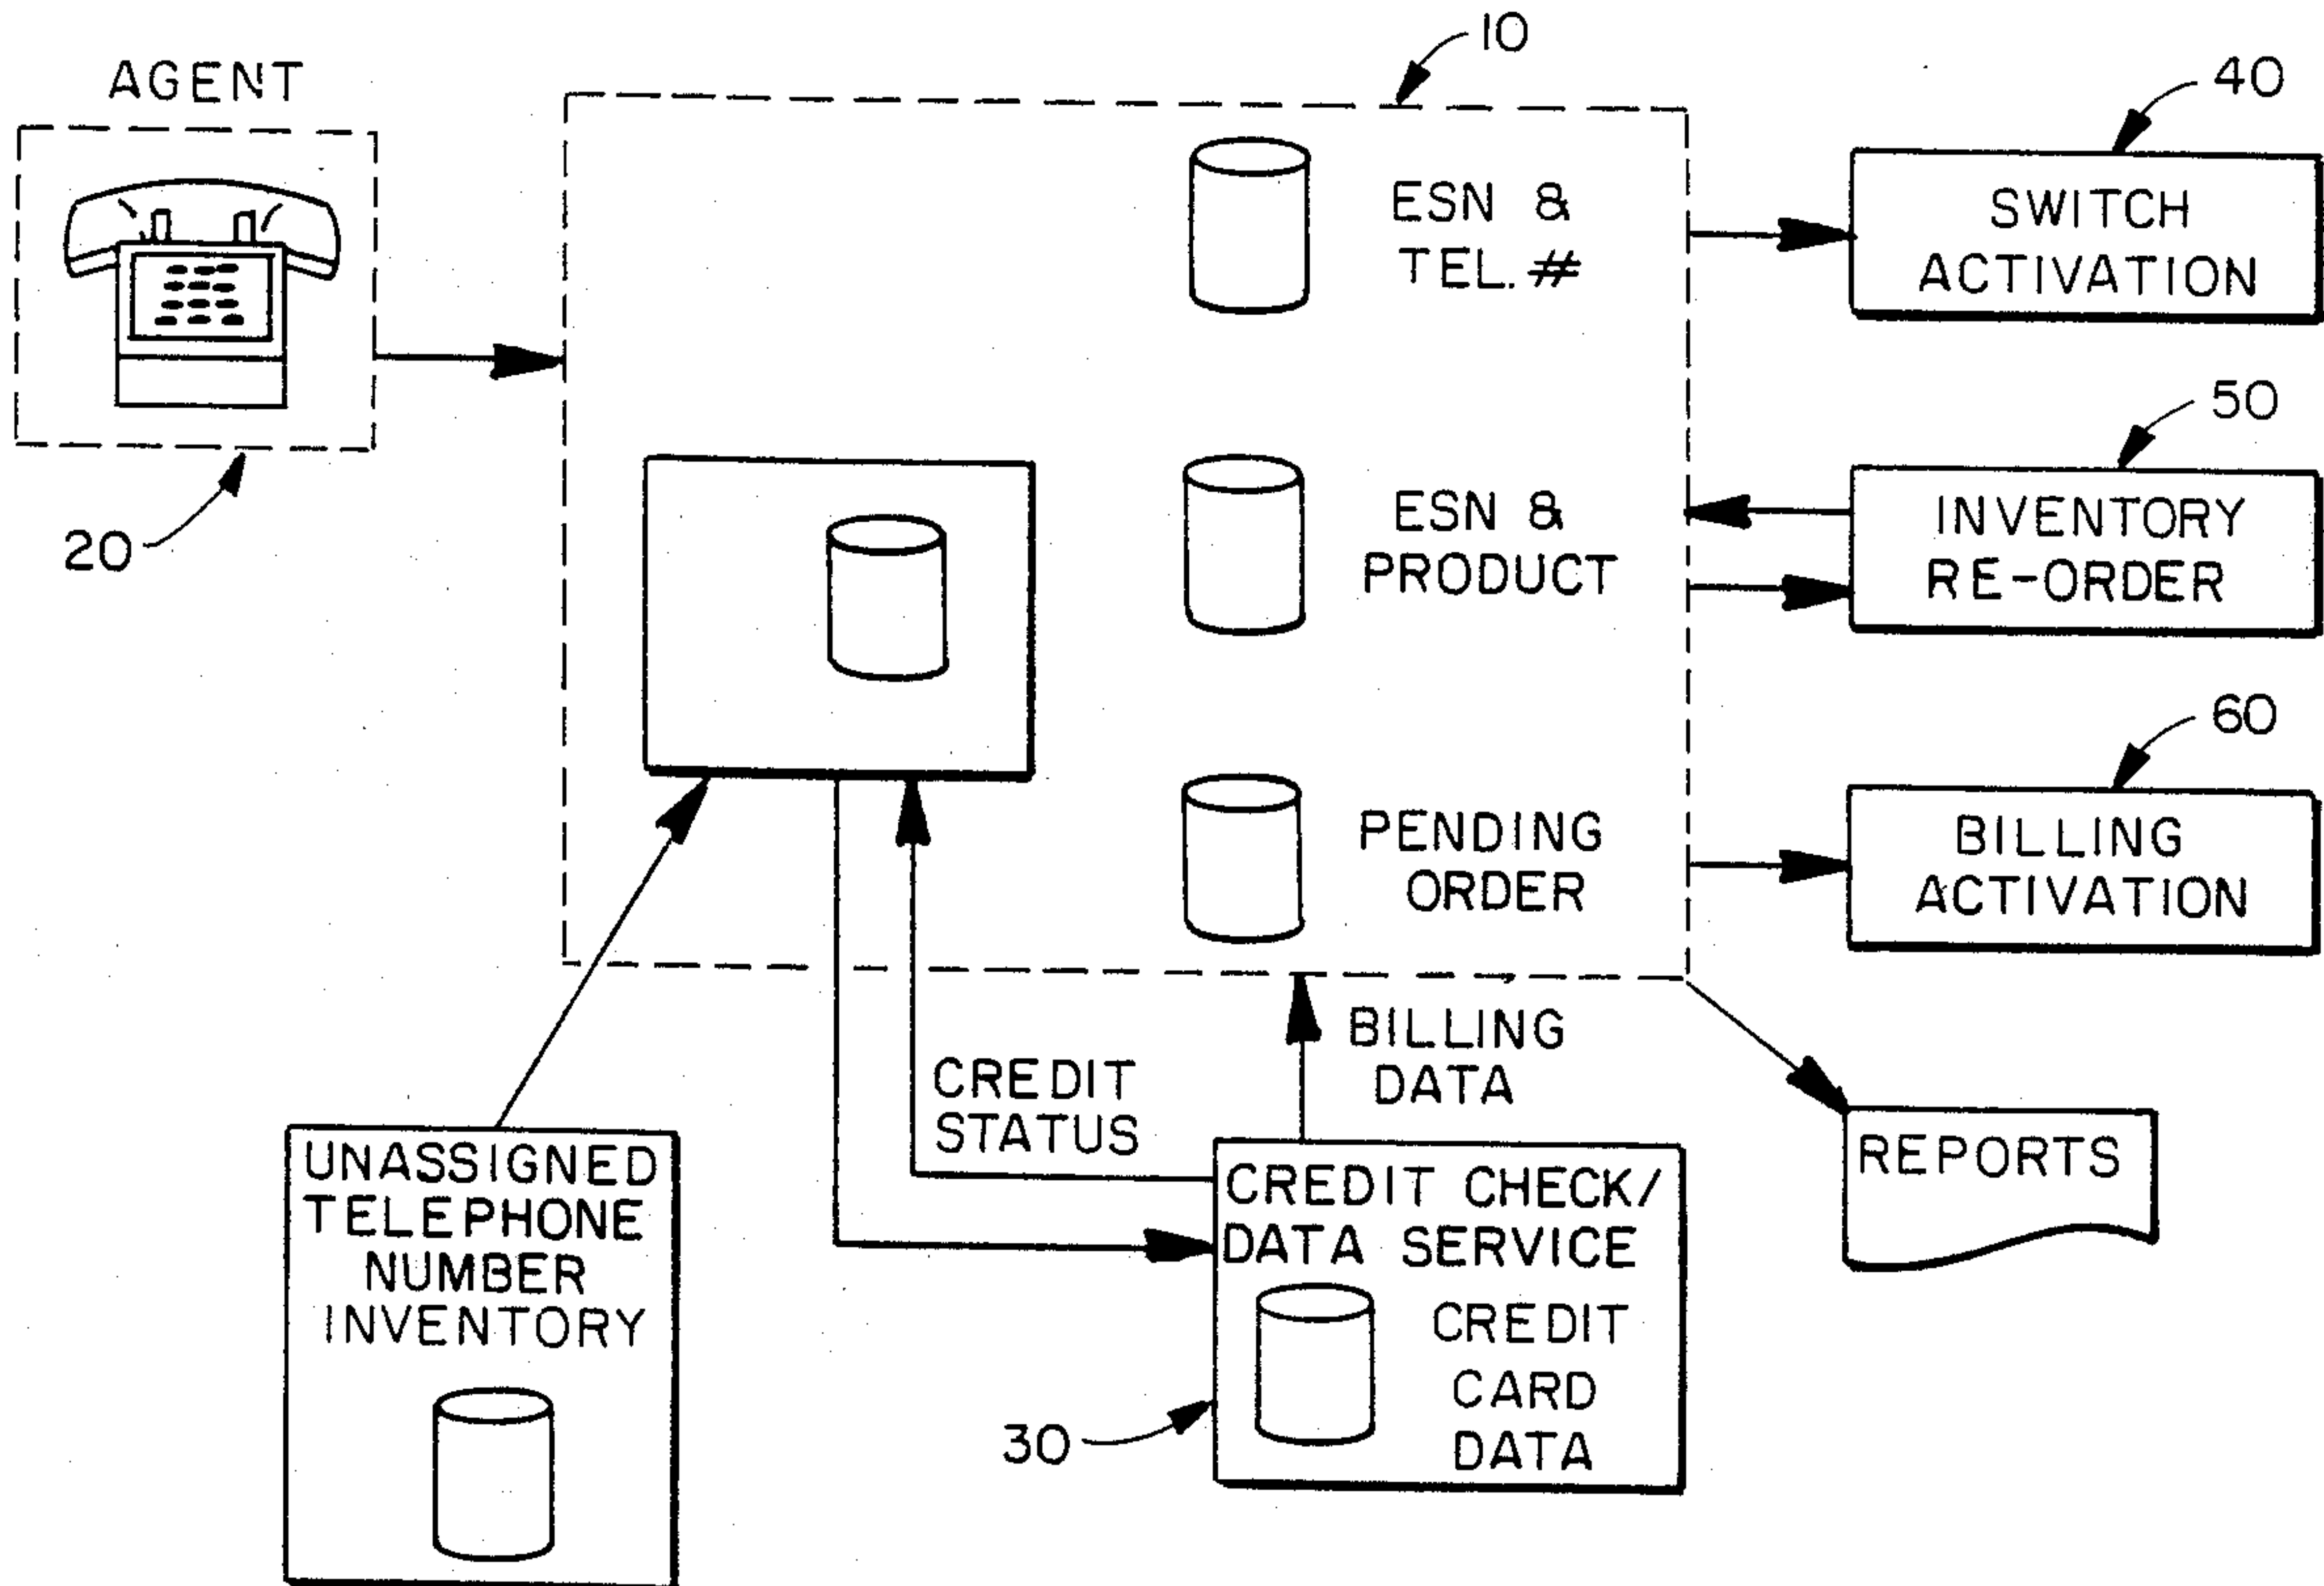 AGENT
20
10
ESN &
TEL. #
ESN &
PRODUCT
PENDING
ORDER
40
SWITCH
ACTIVATION
50
INVENTORY
RE-ORDER
60
BILLING
ACTIVATION
UNASSIGNED
TELEPHONE
NUMBER
INVENTORY
CREDIT
STATUS
BILLING
DATA
CREDIT CHECK/
DATA SERVICE
CREDIT
CARD
DATA
30
REPORTS